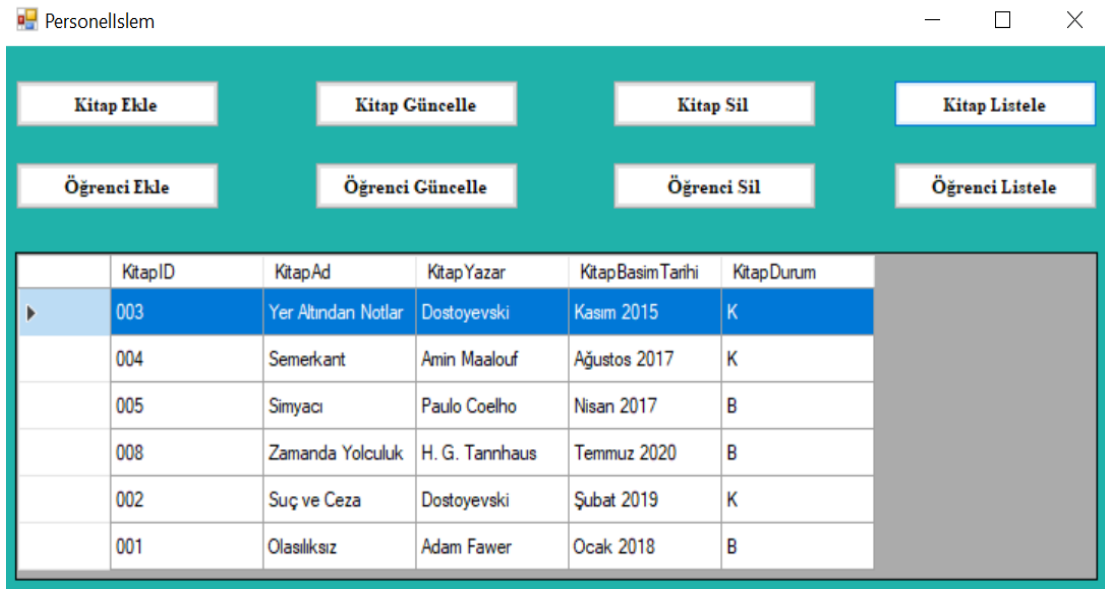 PersonelIslem
Kitap Ekle Kitap Güncelle Kitap Sil Kitap Listele
Öğrenci Ekle Öğrenci Güncelle Öğrenci Sil Öğrenci Listele
KitapID KitapAd KitapYazar KitapBasimTarihi KitapDurum
003 Yer Altından Notlar Dostoyevski Kasım 2015 K
004 Semerkant Amin Maalouf Ağustos 2017 K
005 Simyacı Paulo Coelho Nisan 2017 B
008 Zamanda Yolculuk H. G. Tannhaus Temmuz 2020 B
002 Suç ve Ceza Dostoyevski Şubat 2019 K
001 Olasılıksız Adam Fawer Ocak 2018 B